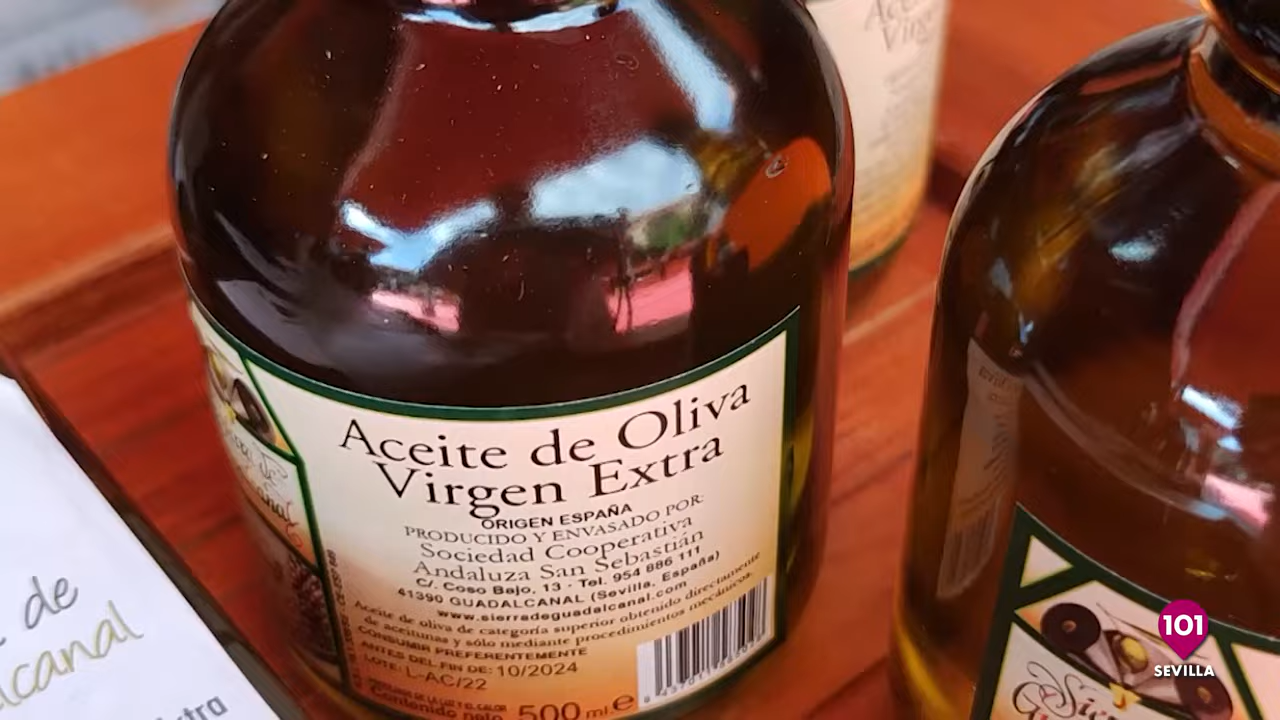 Aceite de Oliva
Virgen Extra
ORIGEN ESPAÑA
PRODUCIDO Y ENVASADO POR:
Sociedad Cooperativa
Andaluza San Sebastián
C/. Coso Bajo, 13 - Tel. 954 886 111
41390 GUADALCANAL (Sevilla, España)
www.sierradeguadalcanal.com
Aceite de oliva de categoría superior obtenido directamente
de aceitunas y sólo mediante procedimientos mecánicos.
CONSUMIR PREFERENTEMENTE
ANTES DEL FIN DE: 10/2024
LOTE: L-AC/22
Contenido neto 500 ml. e
de
Aceite
Virgen
101
SEVILLA